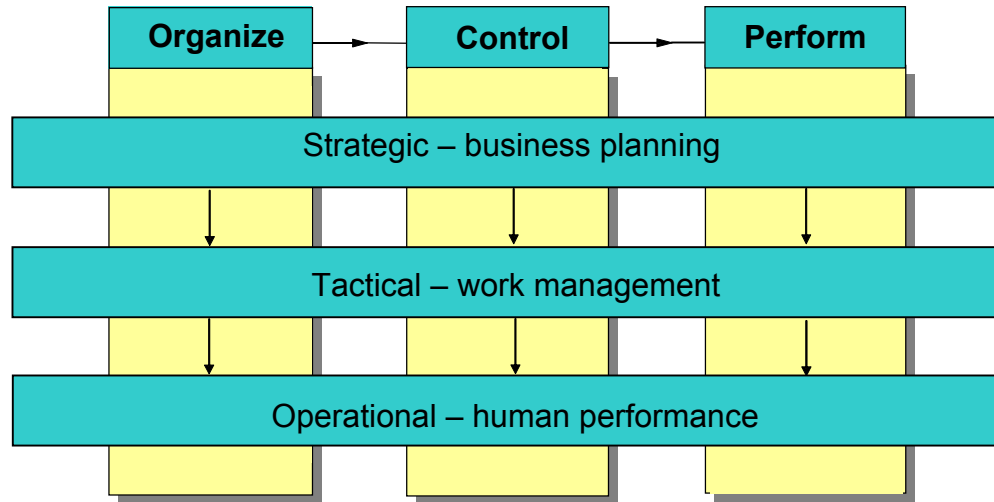 Organize
Control
Perform
Strategic – business planning
Tactical – work management
Operational – human performance